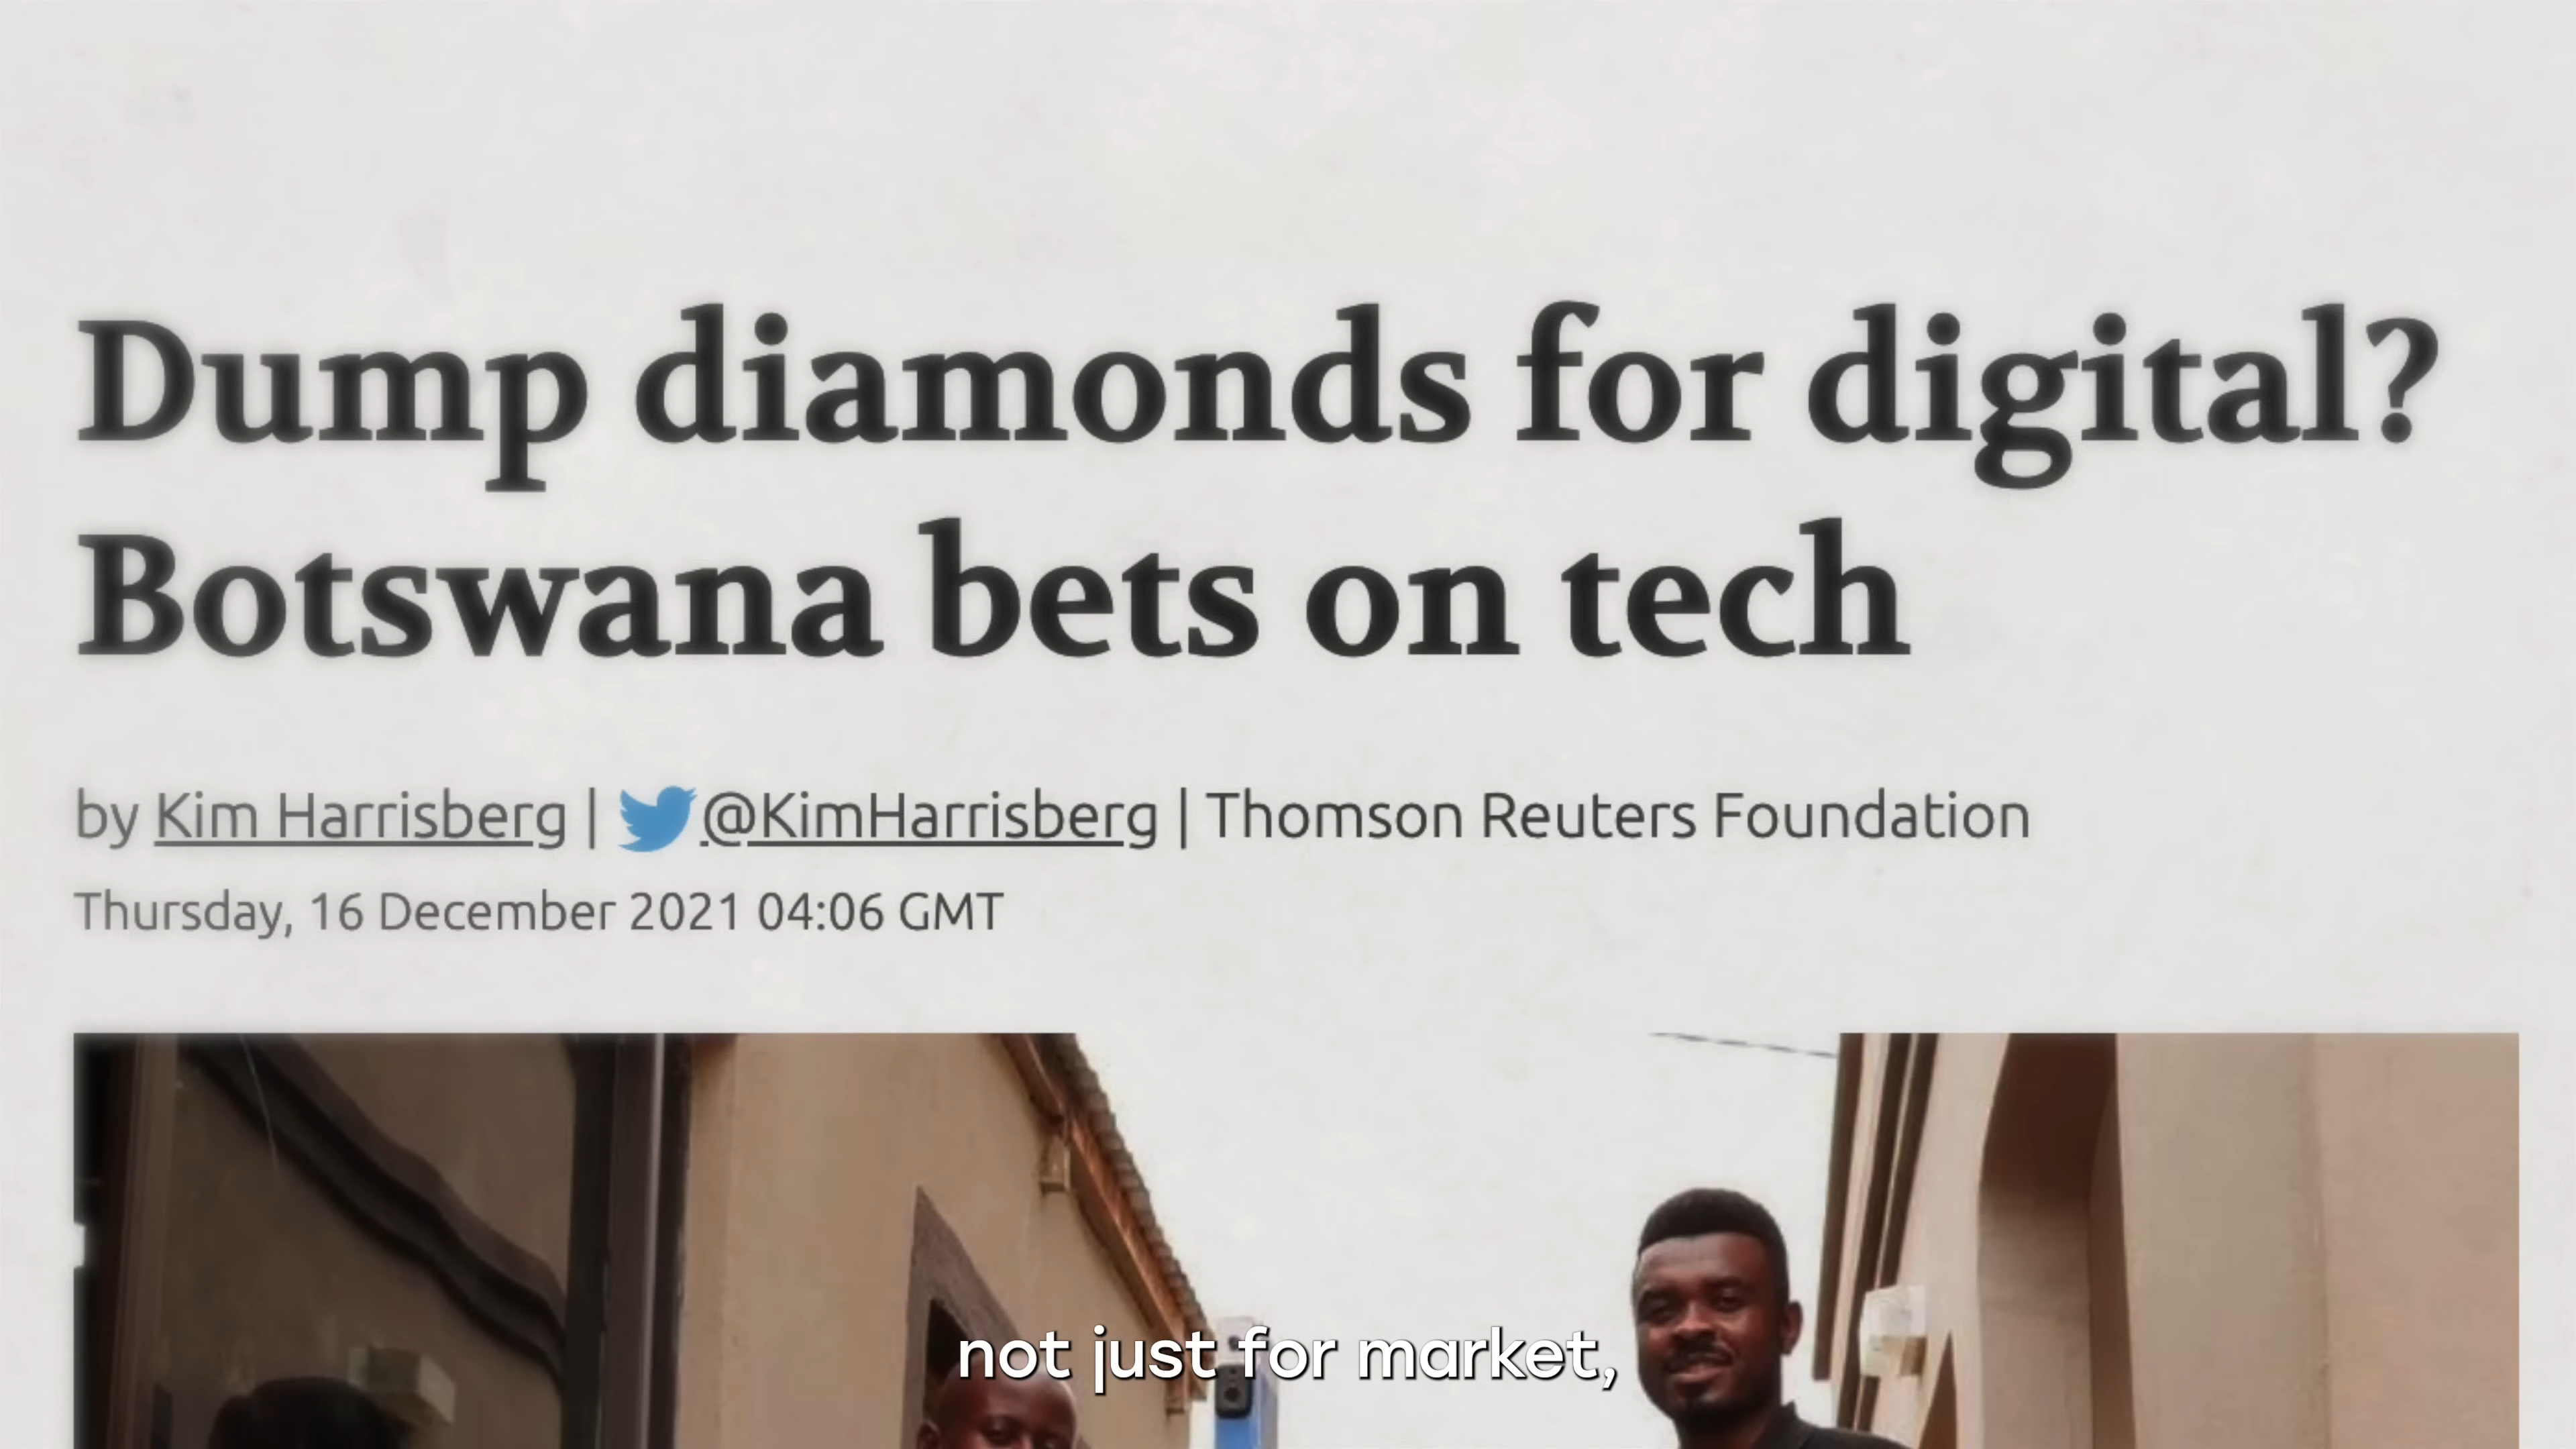 Dump diamonds for digital?
Botswana bets on tech
by Kim Harrisberg | @KimHarrisberg | Thomson Reuters Foundation
Thursday, 16 December 2021 04:06 GMT
not just for market,